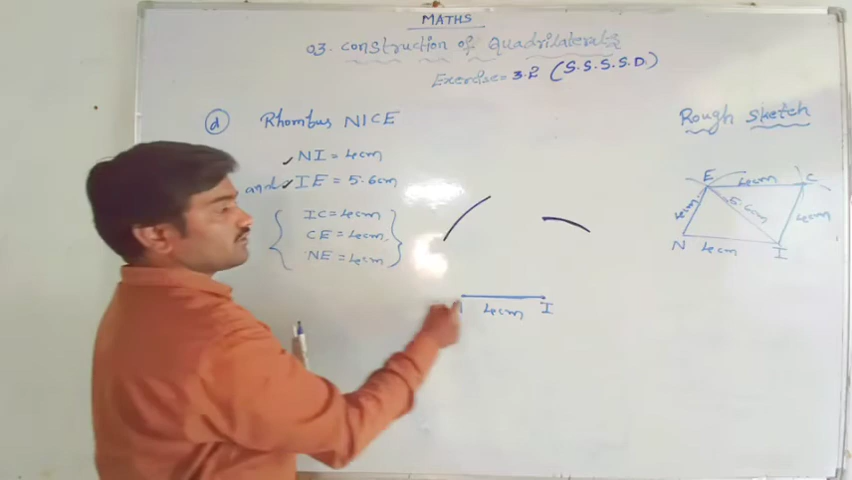 MATHS
03. construction of Quadrilaterals
Exercise = 3.2 (S.S.S.S.D.)
(d) Rhombus NICE
NI = 4cm
and IE = 5.6cm
IC = 4cm
CE = 4cm,
NE = 4cm
4cm I
Rough sketch
E 4cm C
4cm 5.6cm 4cm
N 4cm I